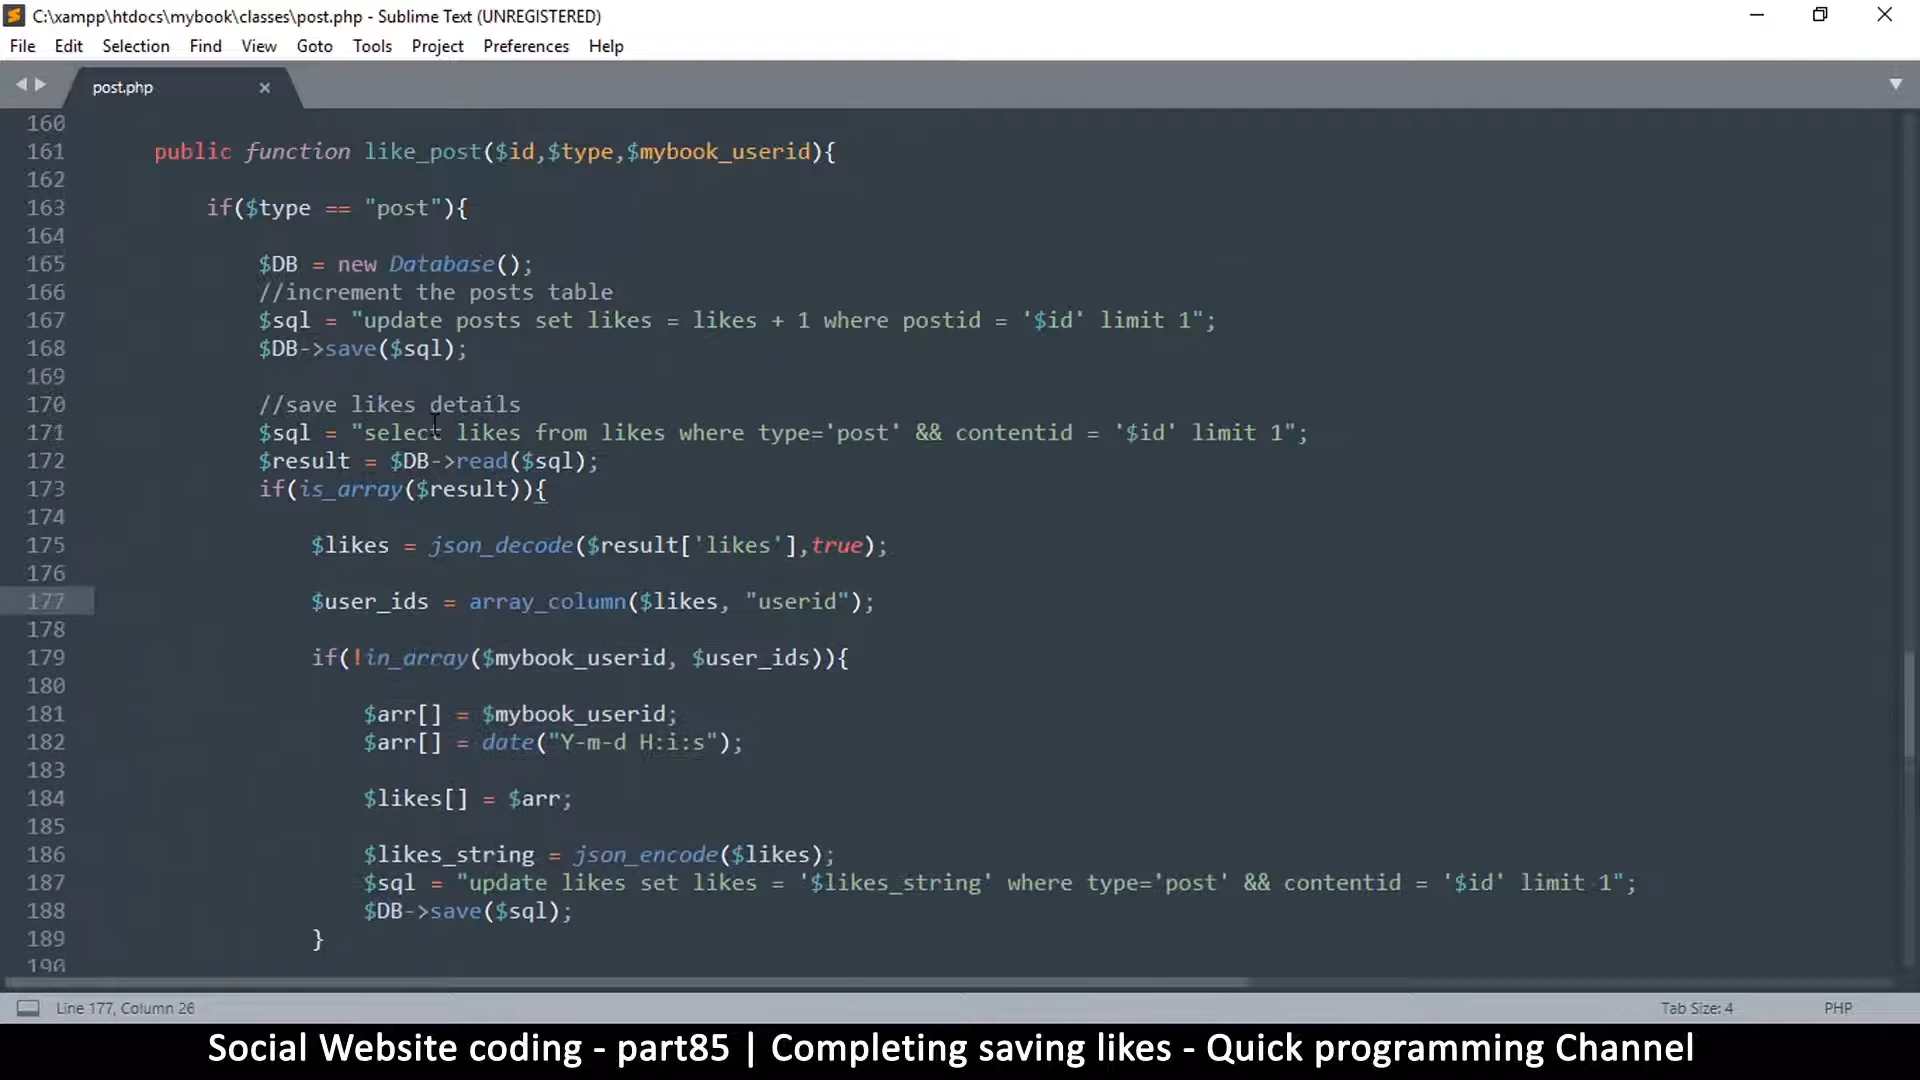 C:\xampp\htdocs\mybook\classes\post.php - Sublime Text (UNREGISTERED)
File Edit Selection Find View Goto Tools Project Preferences Help
post.php
160
161 public function like_post($id,$type,$mybook_userid){
162
163 if($type == "post"){
164
165 $DB = new Database();
166 //increment the posts table
167 $sql = "update posts set likes = likes + 1 where postid = '$id' limit 1";
168 $DB->save($sql);
169
170 //save likes details
171 $sql = "select likes from likes where type='post' && contentid = '$id' limit 1";
172 $result = $DB->read($sql);
173 if(is_array($result)){
174
175 $likes = json_decode($result['likes'],true);
176
177 $user_ids = array_column($likes, "userid");
178
179 if(!in_array($mybook_userid, $user_ids)){
180
181 $arr[] = $mybook_userid;
182 $arr[] = date("Y-m-d H:i:s");
183
184 $likes[] = $arr;
185
186 $likes_string = json_encode($likes);
187 $sql = "update likes set likes = '$likes_string' where type='post' && contentid = '$id' limit 1";
188 $DB->save($sql);
189 }
190
Line 177, Column 26 Tab Size: 4 PHP
Social Website coding - part85 | Completing saving likes - Quick programming Channel